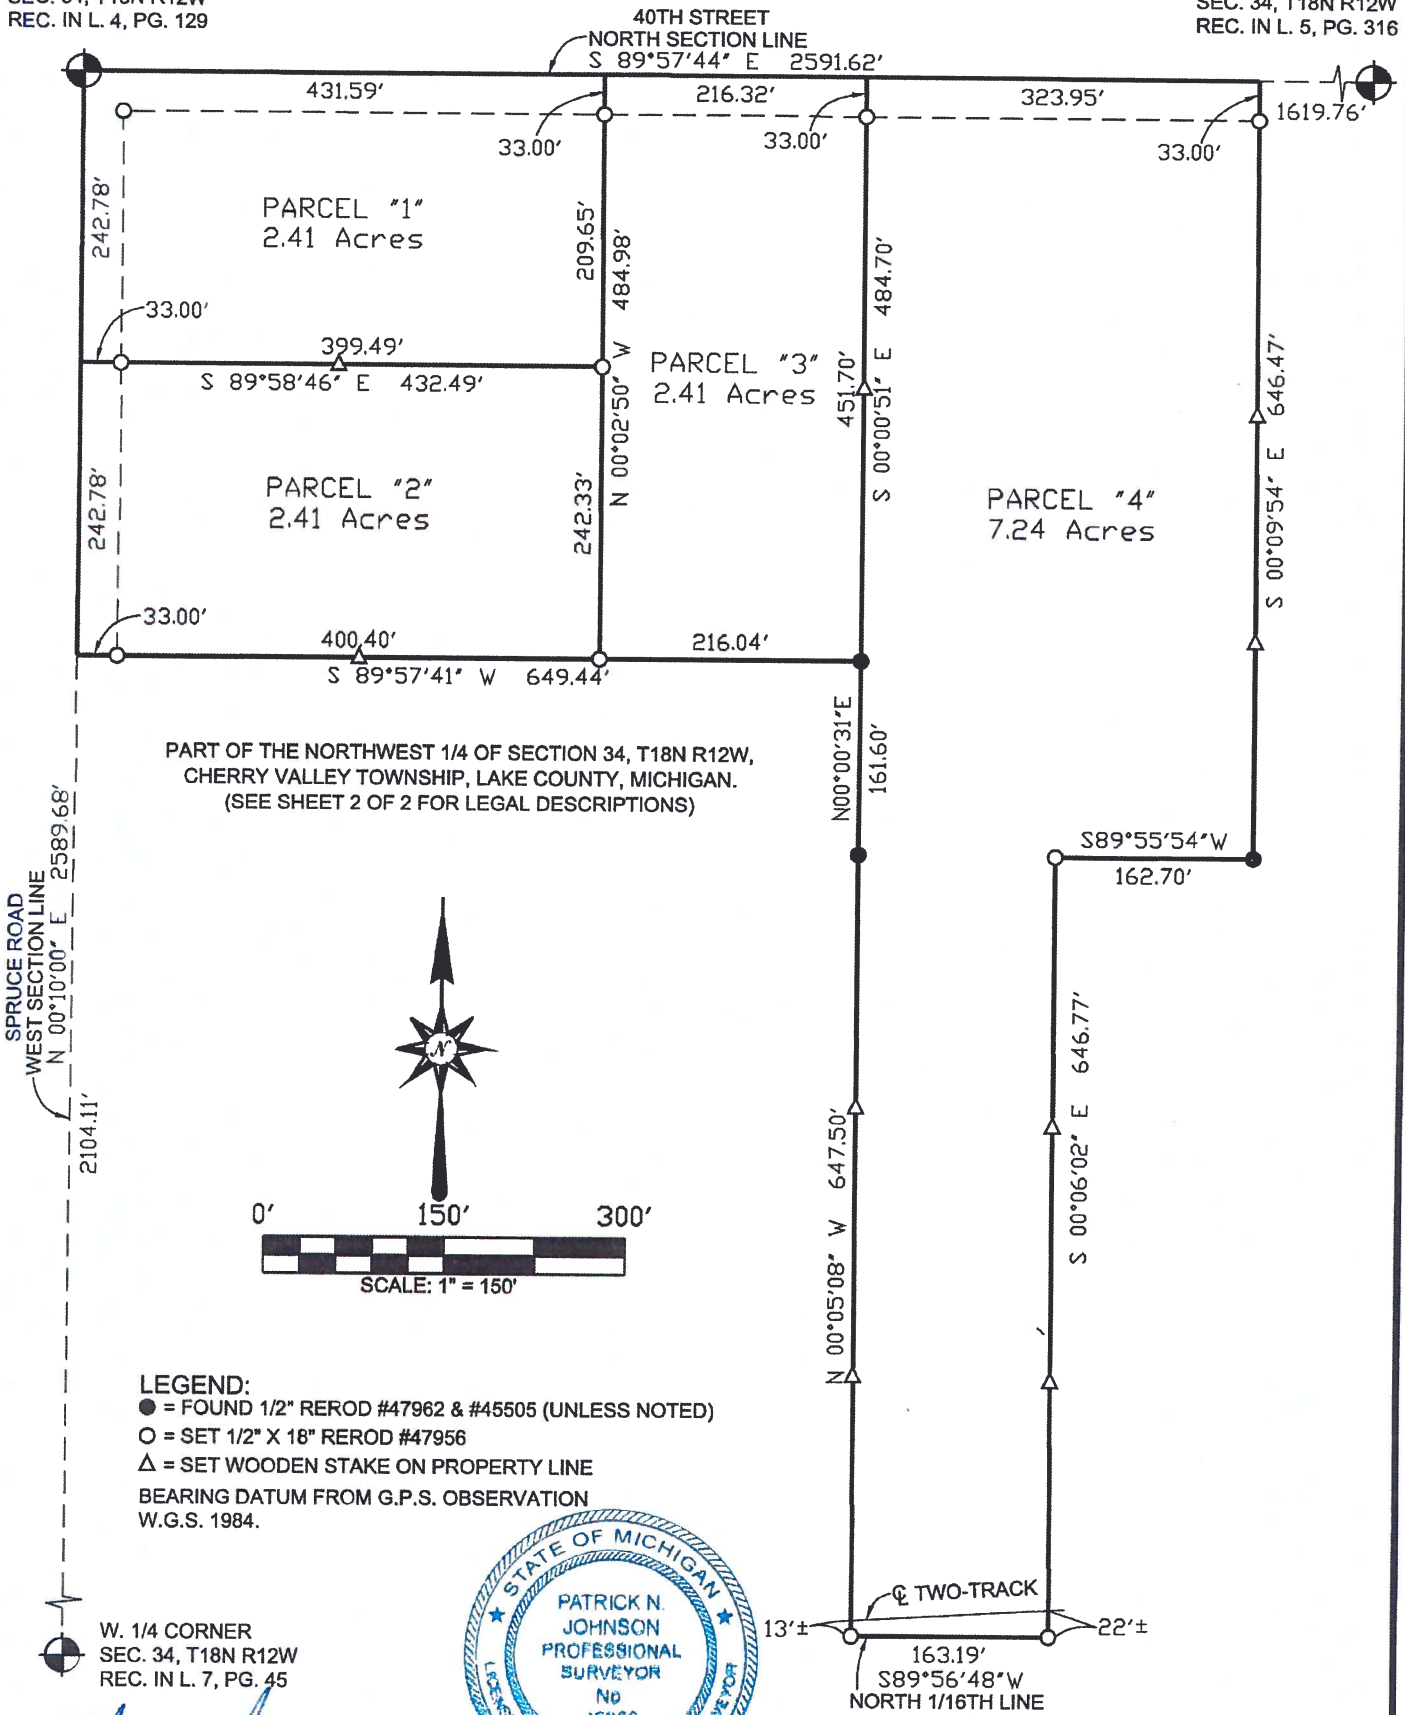 REC. IN L. 4, PG. 129
SEC. 34, T18N R12W
REC. IN L. 5, PG. 316
40TH STREET
NORTH SECTION LINE
S 89°57'44" E 2591.62'
431.59'
216.32'
323.95'
1619.76'
33.00'
33.00'
33.00'
242.78'
PARCEL "1"
2.41 Acres
209.65'
N 00°02'50" W 484.98'
33.00'
399.49'
S 89°58'46" E 432.49'
PARCEL "3"
2.41 Acres
451.70'
S 00°00'51" E 484.70'
S 00°09'54" E 646.47'
242.78'
PARCEL "2"
2.41 Acres
242.33'
PARCEL "4"
7.24 Acres
33.00'
400.40'
S 89°57'41" W 649.44'
216.04'
N00°00'31"E
161.60'
PART OF THE NORTHWEST 1/4 OF SECTION 34, T18N R12W,
CHERRY VALLEY TOWNSHIP, LAKE COUNTY, MICHIGAN.
(SEE SHEET 2 OF 2 FOR LEGAL DESCRIPTIONS)
S89°55'54"W
162.70'
SPRUCE ROAD
WEST SECTION LINE
N 00°10'00" E 2589.68'
2104.11'
N
N 00°05'08" W 647.50'
S 00°06'02" E 646.77'
0' 150' 300'
SCALE: 1" = 150'
LEGEND:
= FOUND 1/2" REROD #47962 & #45505 (UNLESS NOTED)
= SET 1/2" X 18" REROD #47956
= SET WOODEN STAKE ON PROPERTY LINE
BEARING DATUM FROM G.P.S. OBSERVATION
W.G.S. 1984.
STATE OF MICHIGAN
PATRICK N.
JOHNSON
PROFESSIONAL
SURVEYOR
No
℄ TWO-TRACK
13'±
22'±
163.19'
S89°56'48"W
NORTH 1/16TH LINE
W. 1/4 CORNER
SEC. 34, T18N R12W
REC. IN L. 7, PG. 45